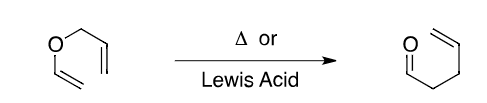 O
Δ or
Lewis Acid
O